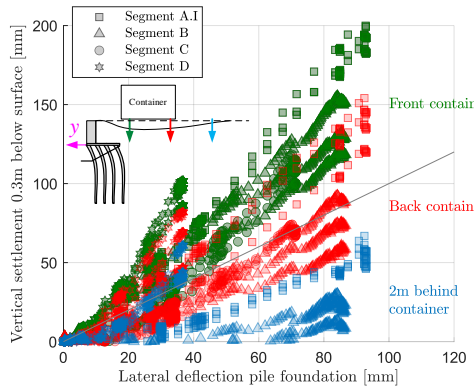 Segment A.I
Segment B
Segment C
Segment D
Container
y
Front contain
Back contain
2m behind
container
Vertical settlement 0.3m below surface [mm]
200
150
100
50
0
0
20
40
60
80
100
120
Lateral deflection pile foundation [mm]